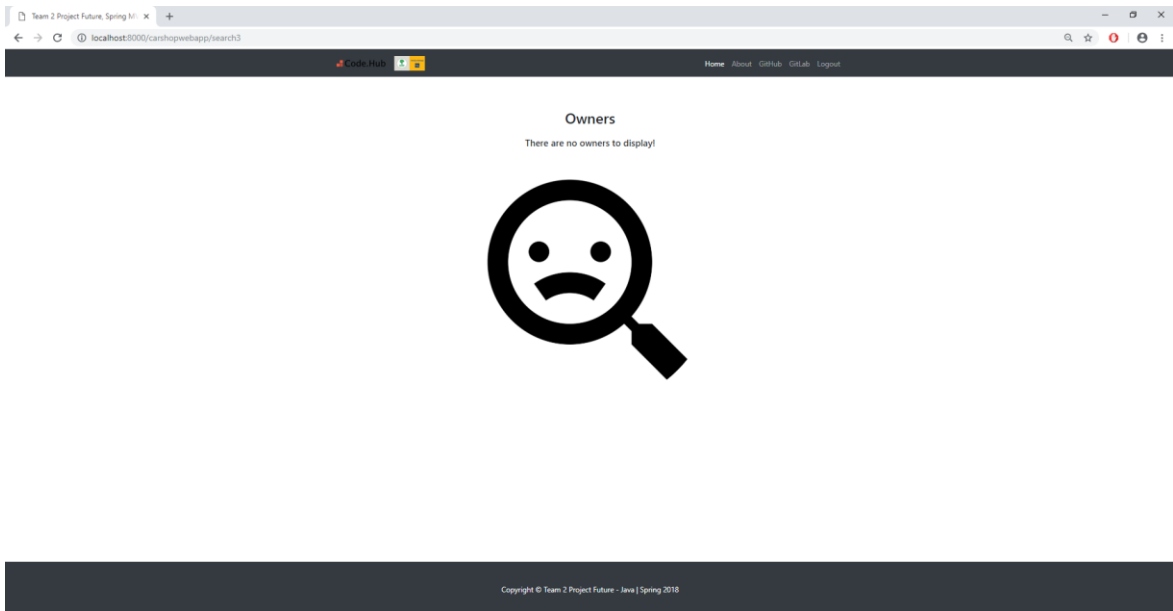 Team 2 Project Future, Spring M
localhost:8000/carshopwebapp/search3
Code.Hub
Home About GitHub GitLab Logout
Owners
There are no owners to display!
Copyright © Team 2 Project Future - Java | Spring 2018